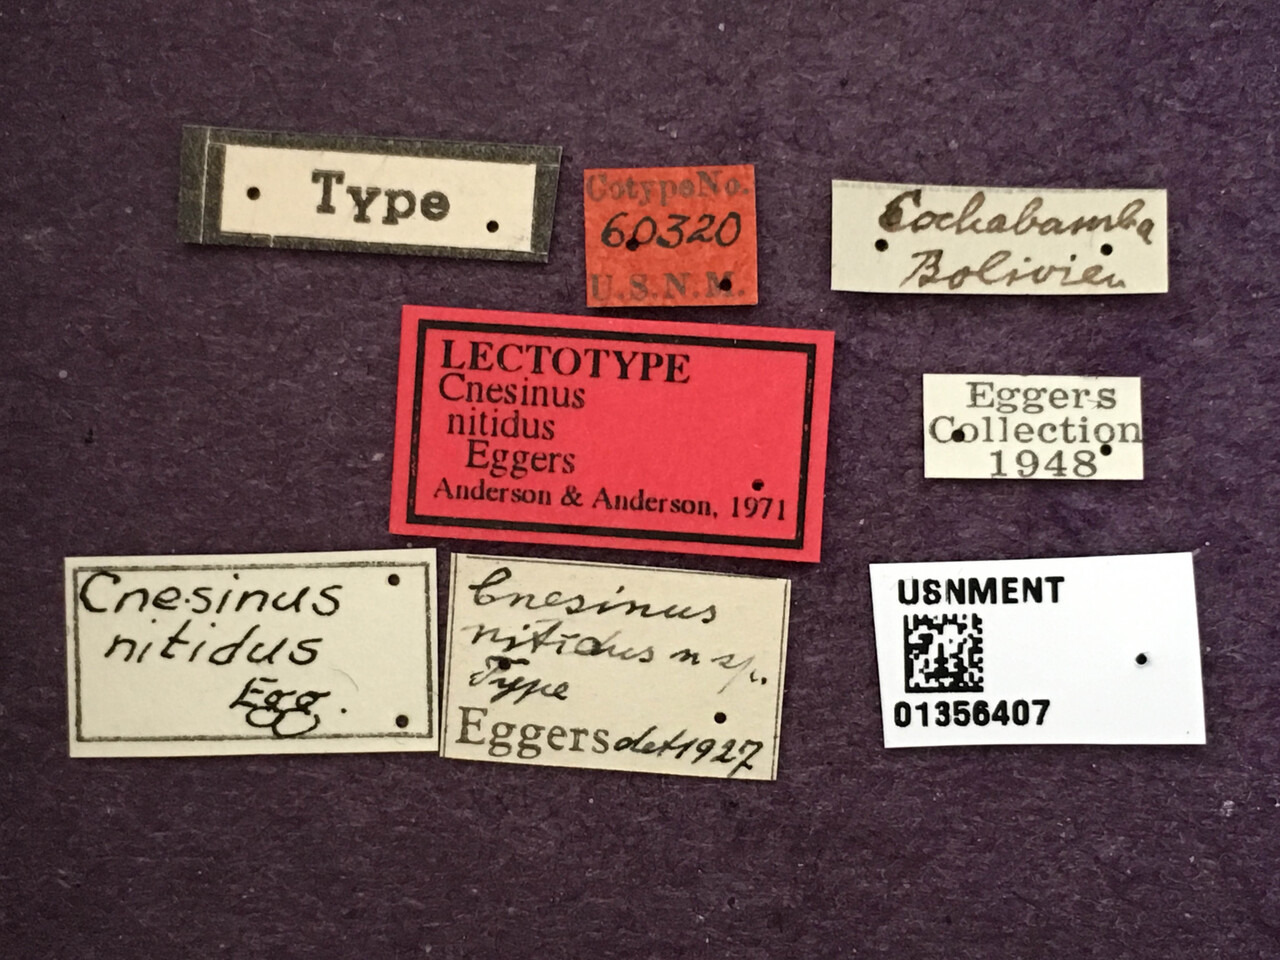 Type
CotypeNo.
60320
U.S.N.M.
Cochabamba
Bolivien
LECTOTYPE
Cnesinus
nitidus
Eggers
Anderson & Anderson, 1971
Eggers
Collection
1948
Cnesinus
nitidus
Egg.
Cnesinus
nitidus n sp.
Type
Eggers det 1927
USNMENT
01356407